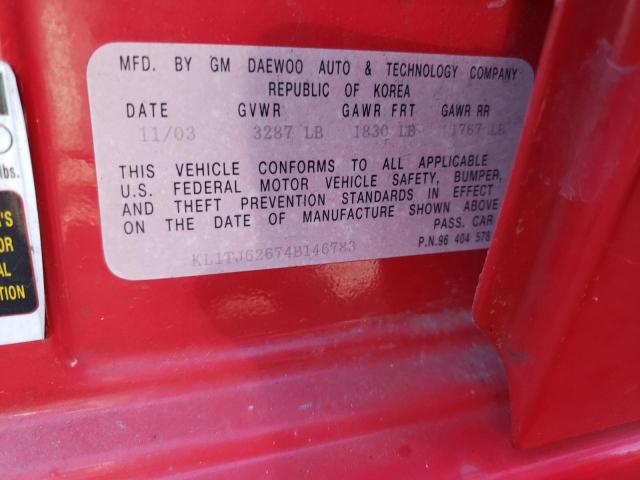 MFD. BY GM DAEWOO AUTO & TECHNOLOGY COMPANY
REPUBLIC OF KOREA
DATE GVWR GAWR FRT GAWR RR
11/03 3287 LB 1830 LB 1767 LB
THIS VEHICLE CONFORMS TO ALL APPLICABLE
U.S. FEDERAL MOTOR VEHICLE SAFETY, BUMPER,
AND THEFT PREVENTION STANDARDS IN EFFECT
ON THE DATE OF MANUFACTURE SHOWN ABOVE
PASS. CAR
KL1TJ62674B146783
P.N.96 404 578
lbs.